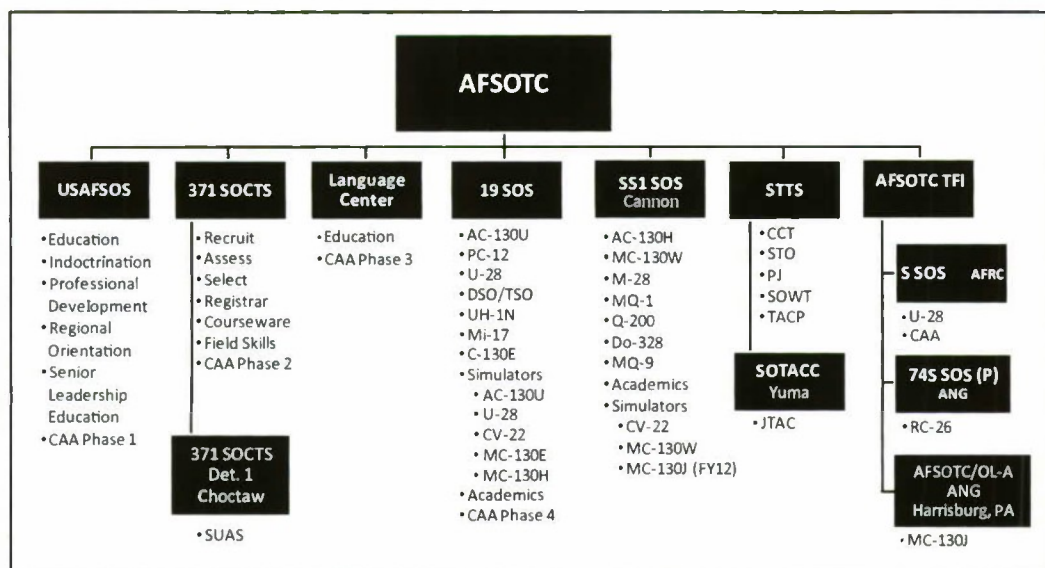 AFSOTC
USAFSOS
• Education
• Indoctrination
• Professional
Development
• Regional
Orientation
• Senior
Leadership
Education
• CAA Phase 1
371 SOCTS
• Recruit
• Assess
• Select
• Registrar
• Courseware
• Field Skills
• CAA Phase 2
371 SOCTS
Det. 1
Choctaw
• SUAS
Language
Center
• Education
• CAA Phase 3
19 SOS
• AC-130U
• PC-12
• U-28
• DSO/TSO
• UH-1N
• Mi-17
• C-130E
• Simulators
• AC-130U
• U-28
• CV-22
• MC-130E
• MC-130H
• Academics
• CAA Phase 4
SS1 SOS
Cannon
• AC-130H
• MC-130W
• M-28
• MQ-1
• Q-200
• Do-328
• MQ-9
• Academics
• Simulators
• CV-22
• MC-130W
• MC-130J (FY12)
STTS
• CCT
• STO
• PJ
• SOWT
• TACP
SOTACC
Yuma
• JTAC
AFSOTC TFI
S SOS AFRC
• U-28
• CAA
74S SOS (P)
ANG
• RC-26
AFSOTC/OL-A
ANG
Harrisburg, PA
• MC-130J